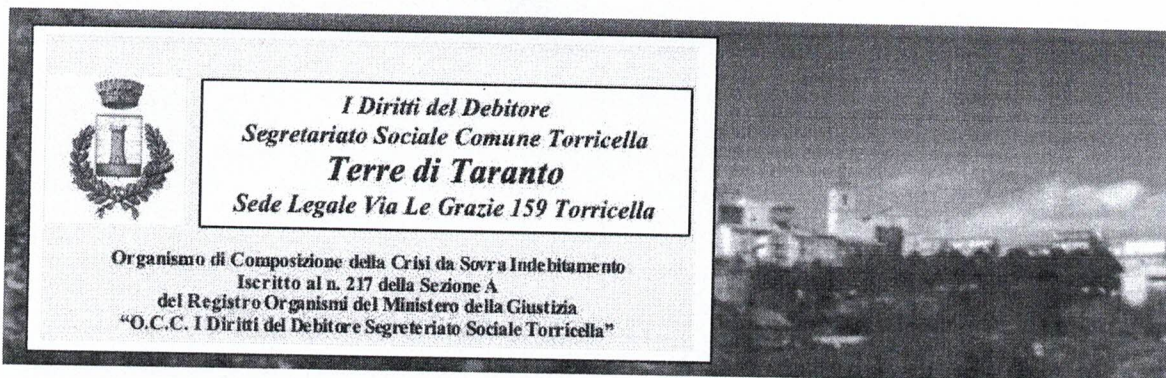 I Diritti del Debitore
Segretariato Sociale Comune Torricella
Terre di Taranto
Sede Legale Via Le Grazie 159 Torricella
Organismo di Composizione della Crisi da Sovra Indebitamento
Iscritto al n. 217 della Sezione A
del Registro Organismi del Ministero della Giustizia
“O.C.C. I Diritti del Debitore Segreteriato Sociale Torricella”